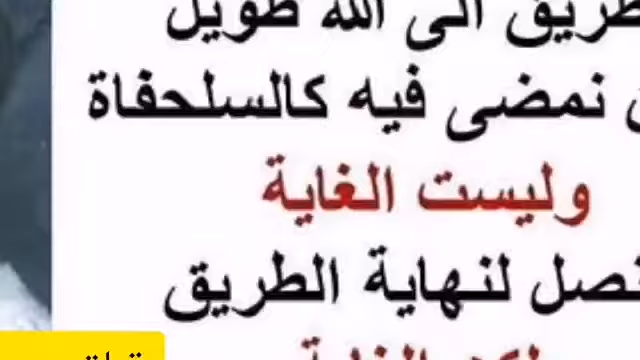 طريق الى الله طويل
نمضى فيه كالسلحفاة
وليست الغاية
نصل لنهاية الطريق